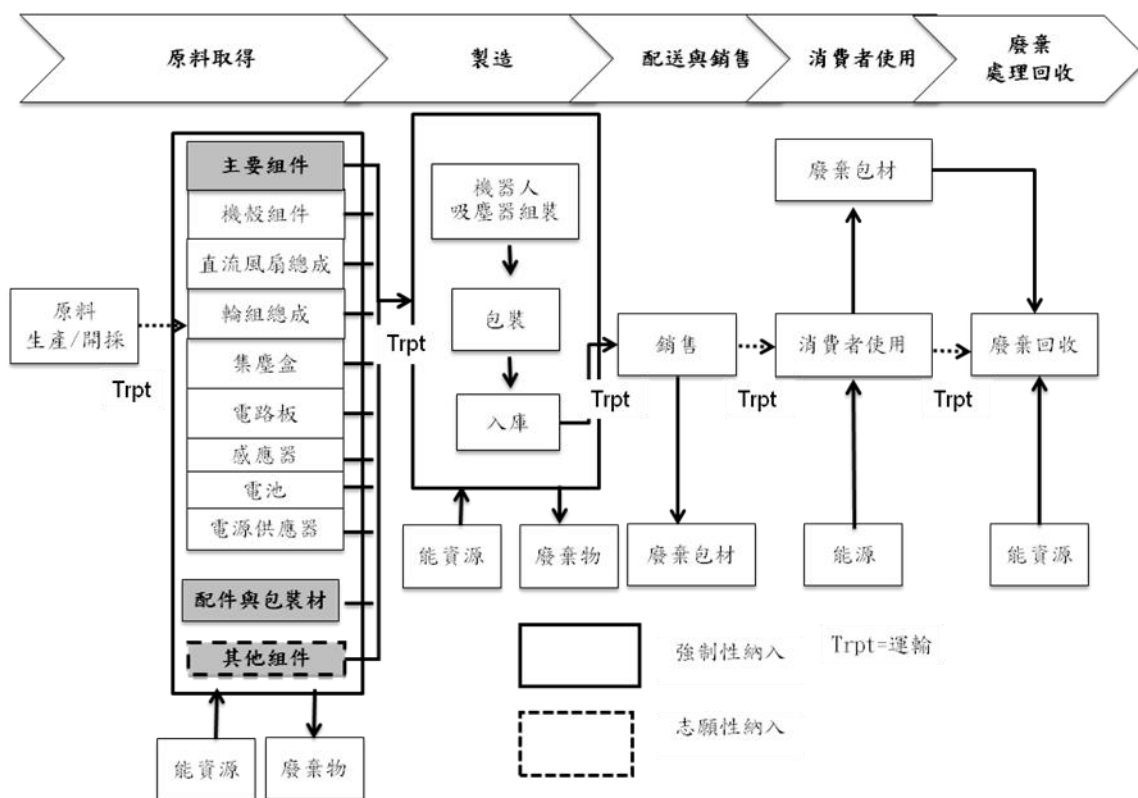 原料取得
製造
配送與銷售
消費者使用
廢棄
處理回收
原料
生產/開採
Trpt
主要組件
機殼組件
直流風扇總成
輪組總成
集塵盒
電路板
感應器
電池
電源供應器
配件與包裝材
其他組件
能資源
廢棄物
Trpt
機器人
吸塵器組裝
包裝
入庫
能資源
廢棄物
Trpt
銷售
廢棄包材
Trpt
廢棄包材
消費者使用
能源
Trpt
廢棄回收
能資源
強制性納入
Trpt=運輸
志願性納入